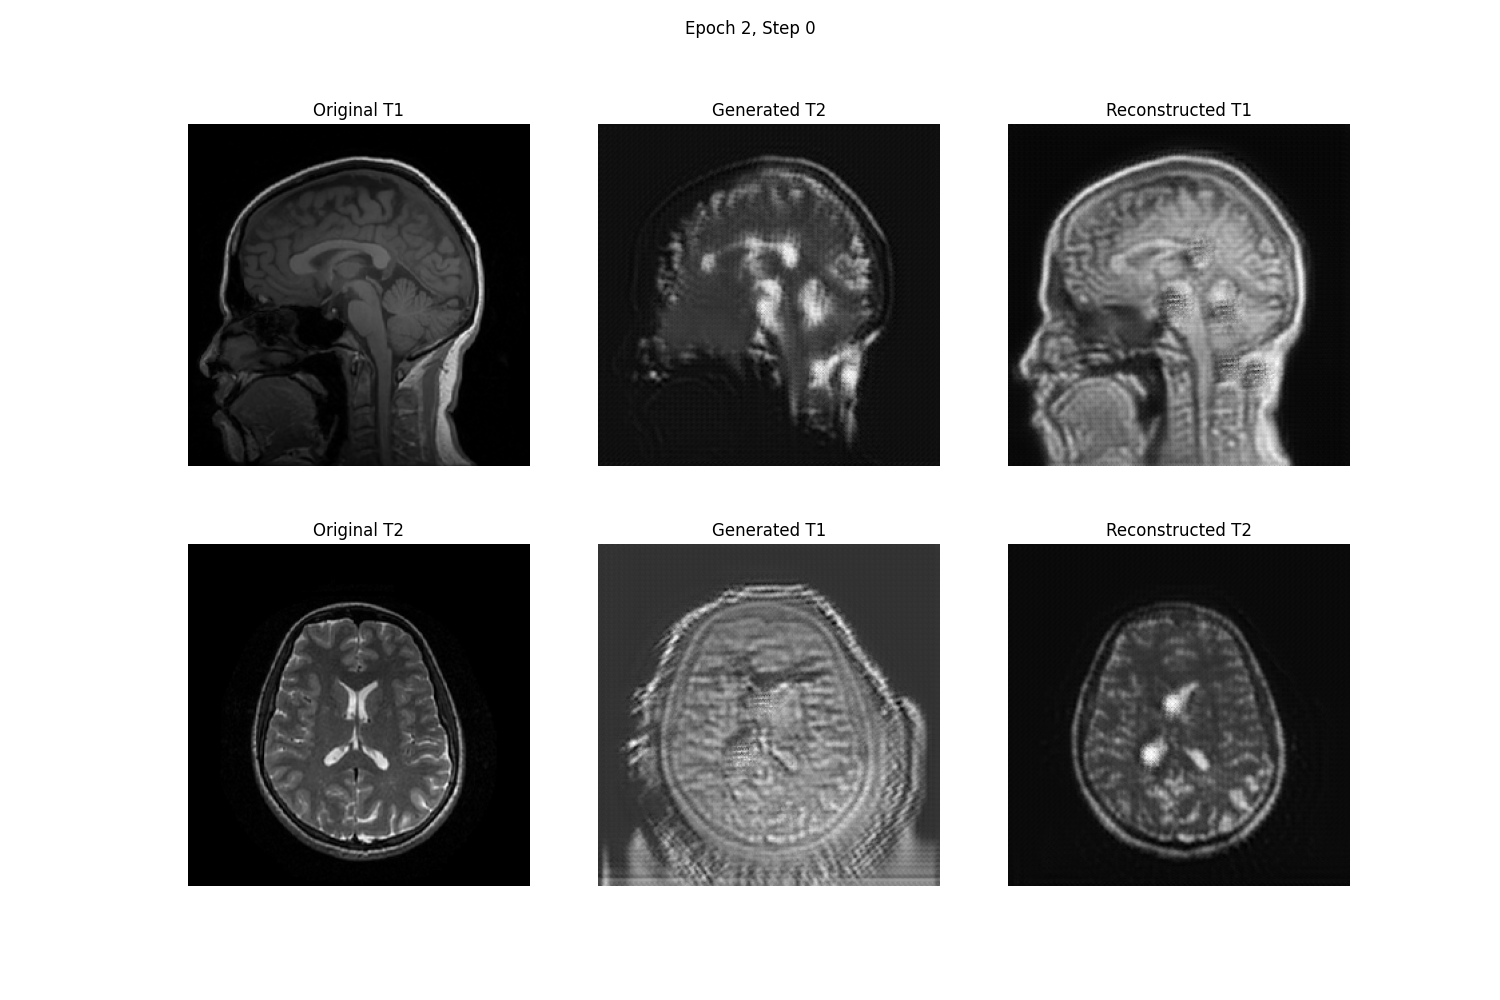 Epoch 2, Step 0
Original T1
Generated T2
Reconstructed T1
Original T2
Generated T1
Reconstructed T2